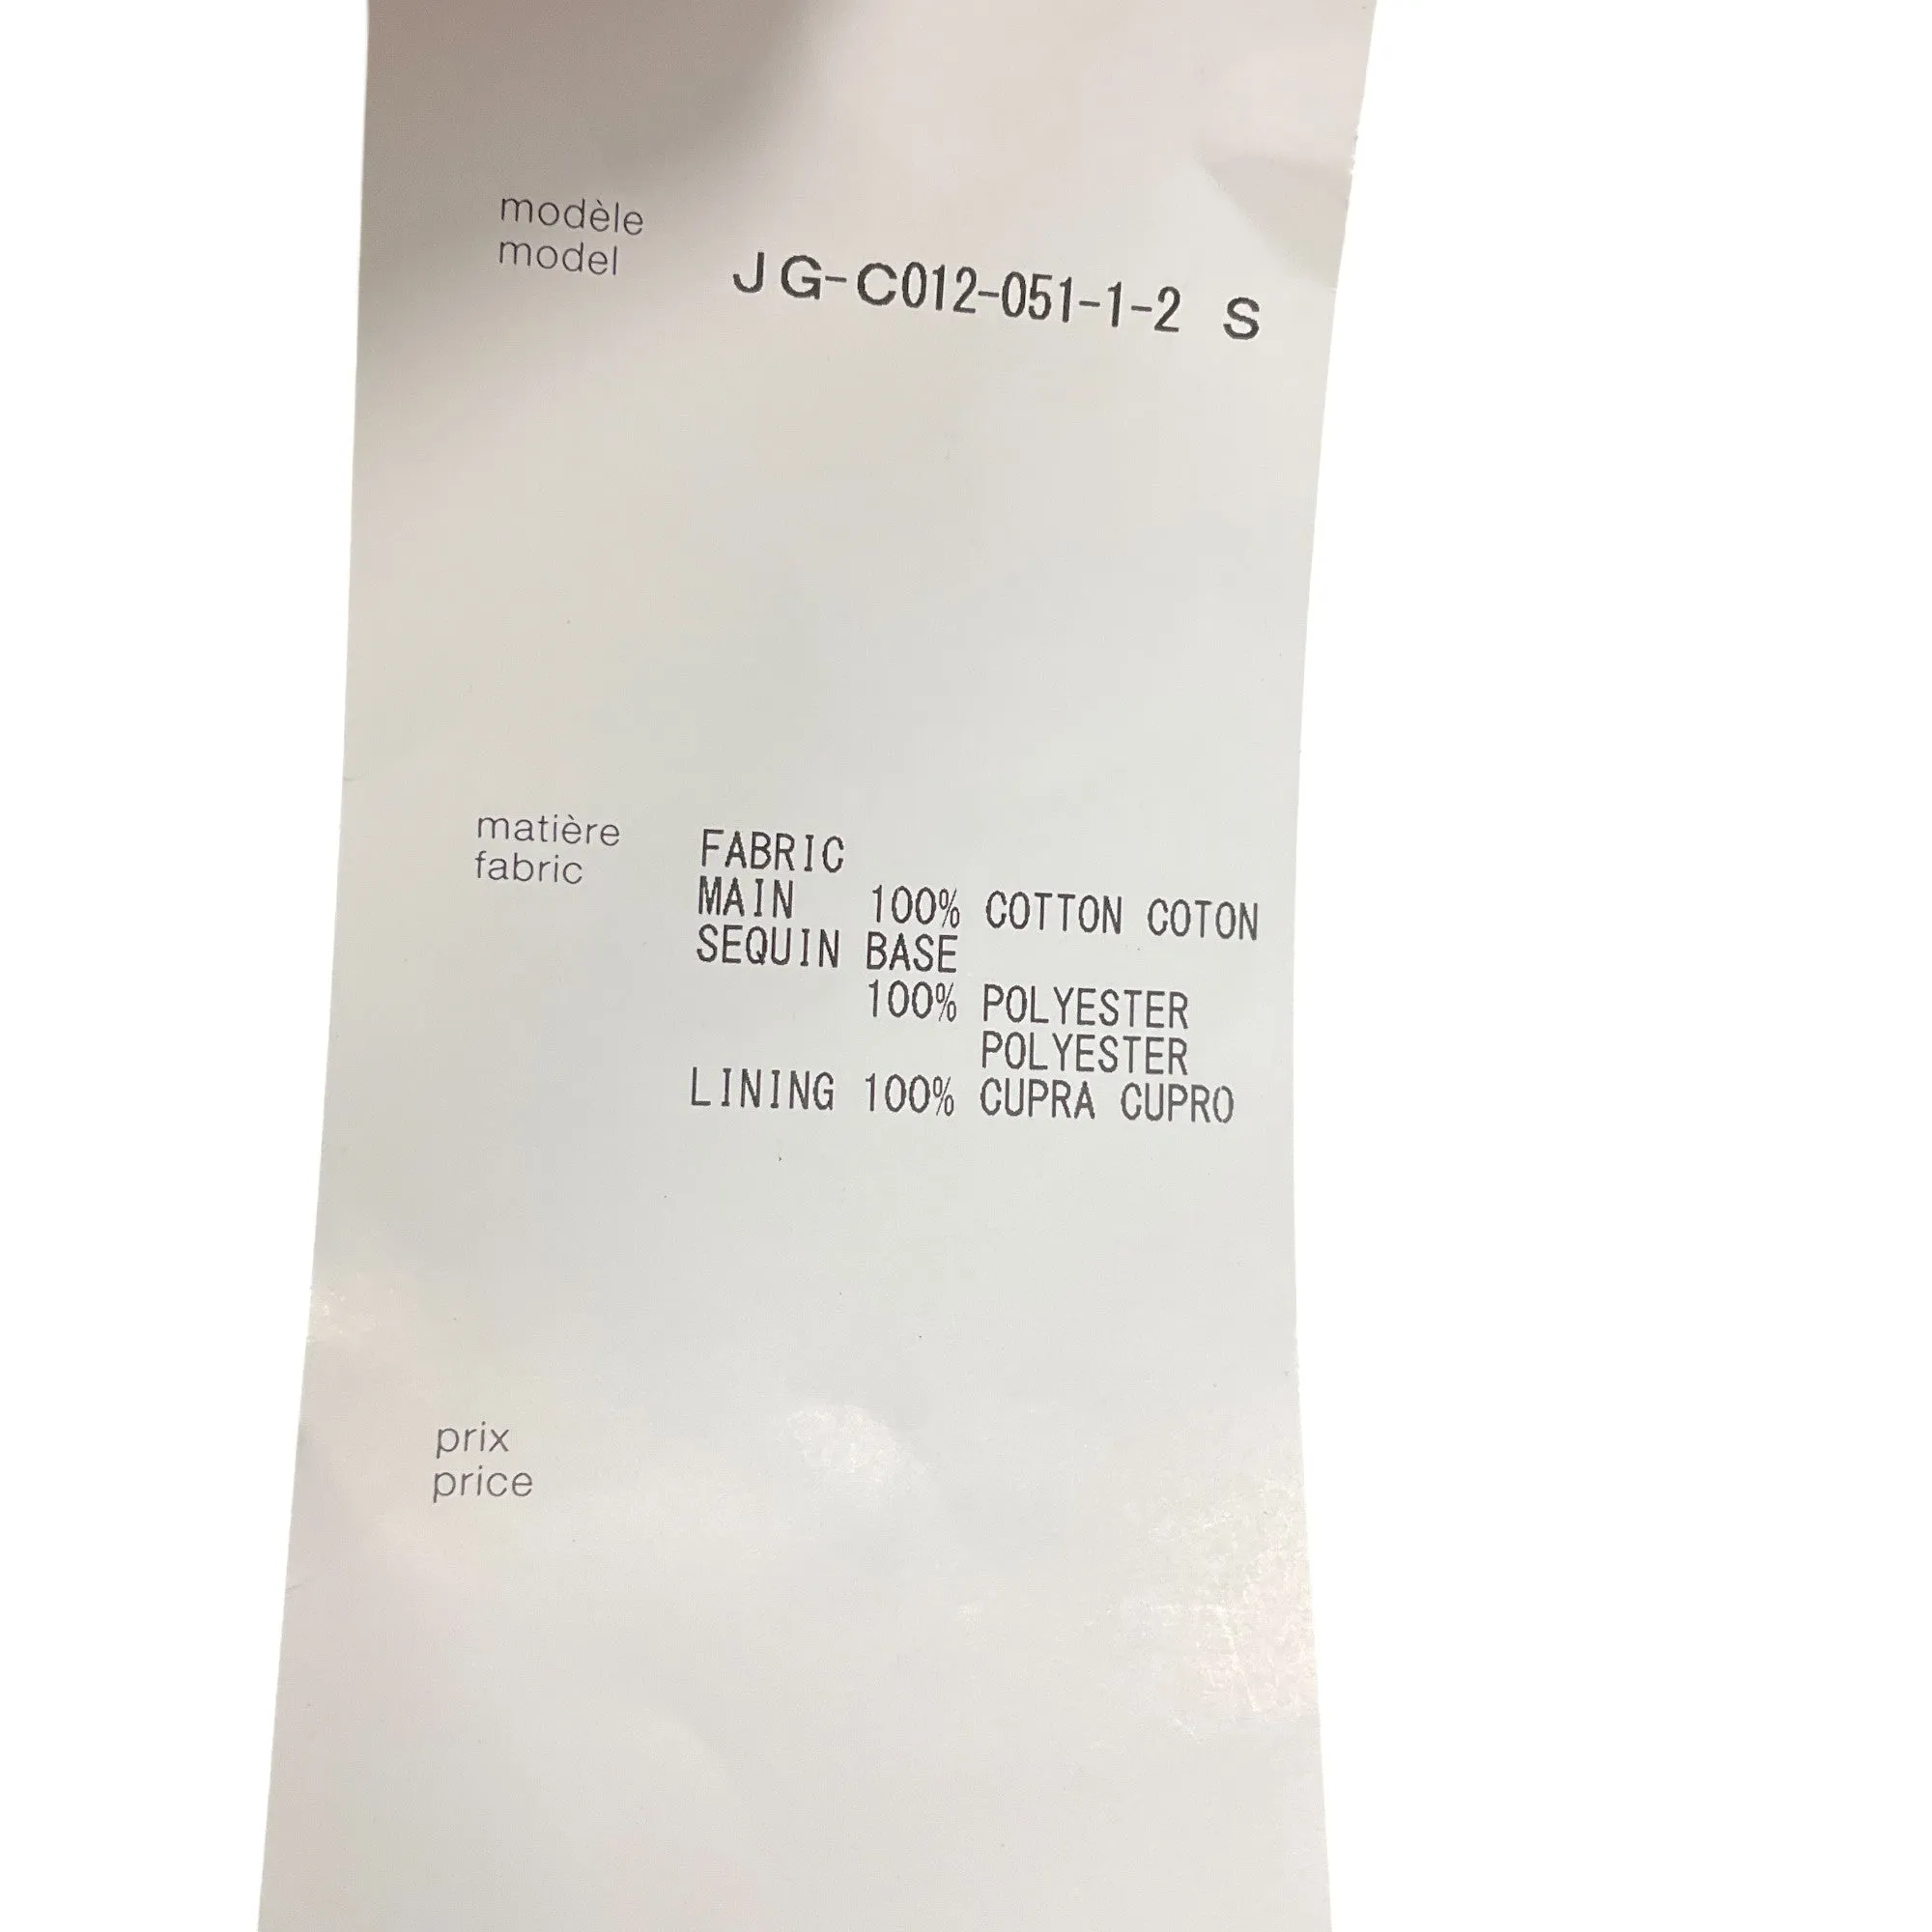 modèle
model
JG-C012-051-1-2 S
matière
fabric
FABRIC
MAIN 100% COTTON COTON
SEQUIN BASE
100% POLYESTER
POLYESTER
LINING 100% CUPRA CUPRO
prix
price